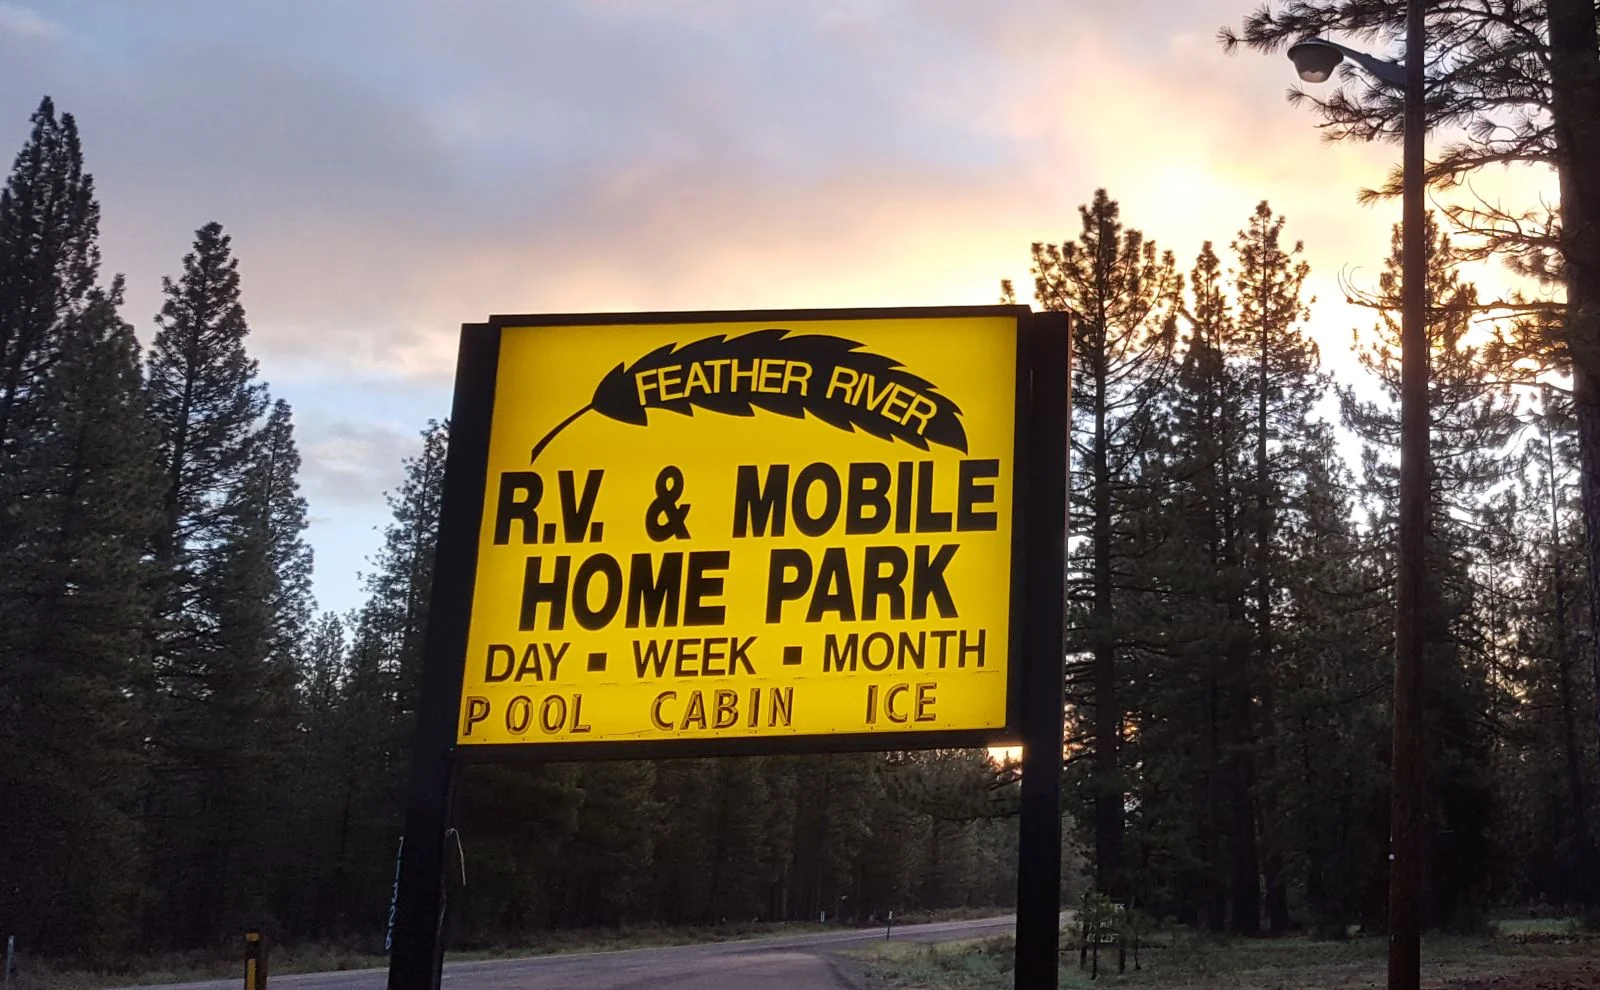 FEATHER RIVER
R.V. & MOBILE
HOME PARK
DAY ▪ WEEK ▪ MONTH
POOL CABIN ICE